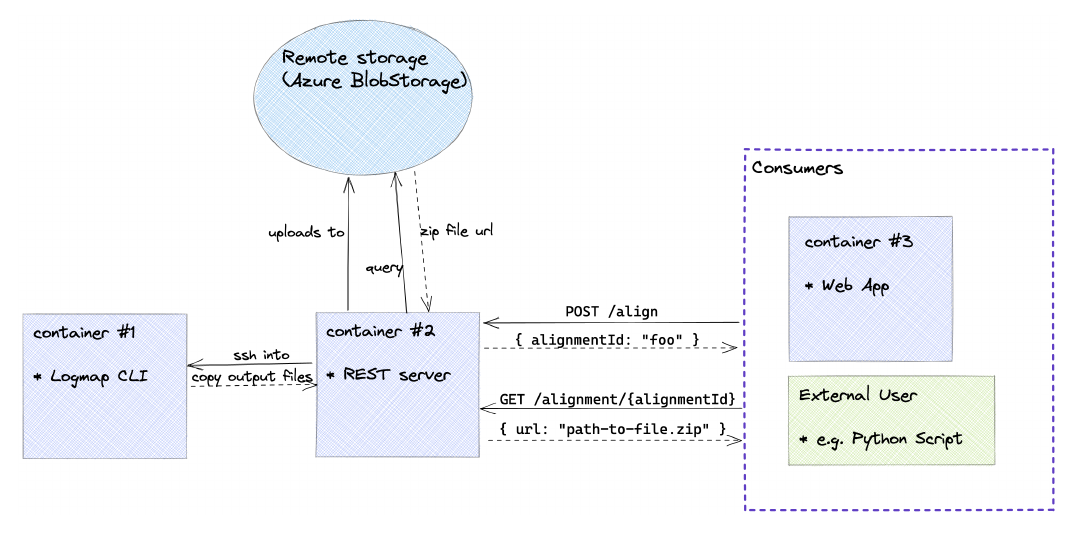 Remote storage
(Azure BlobStorage)
Consumers
uploads to
zip file url
query
container #3
* Web App
container #1
* Logmap CLI
ssh into
copy output files
container #2
* REST server
POST /align
{ alignmentId: "foo" }
GET /alignment/{alignmentId}
{ url: "path-to-file.zip" }
External User
* e.g. Python Script